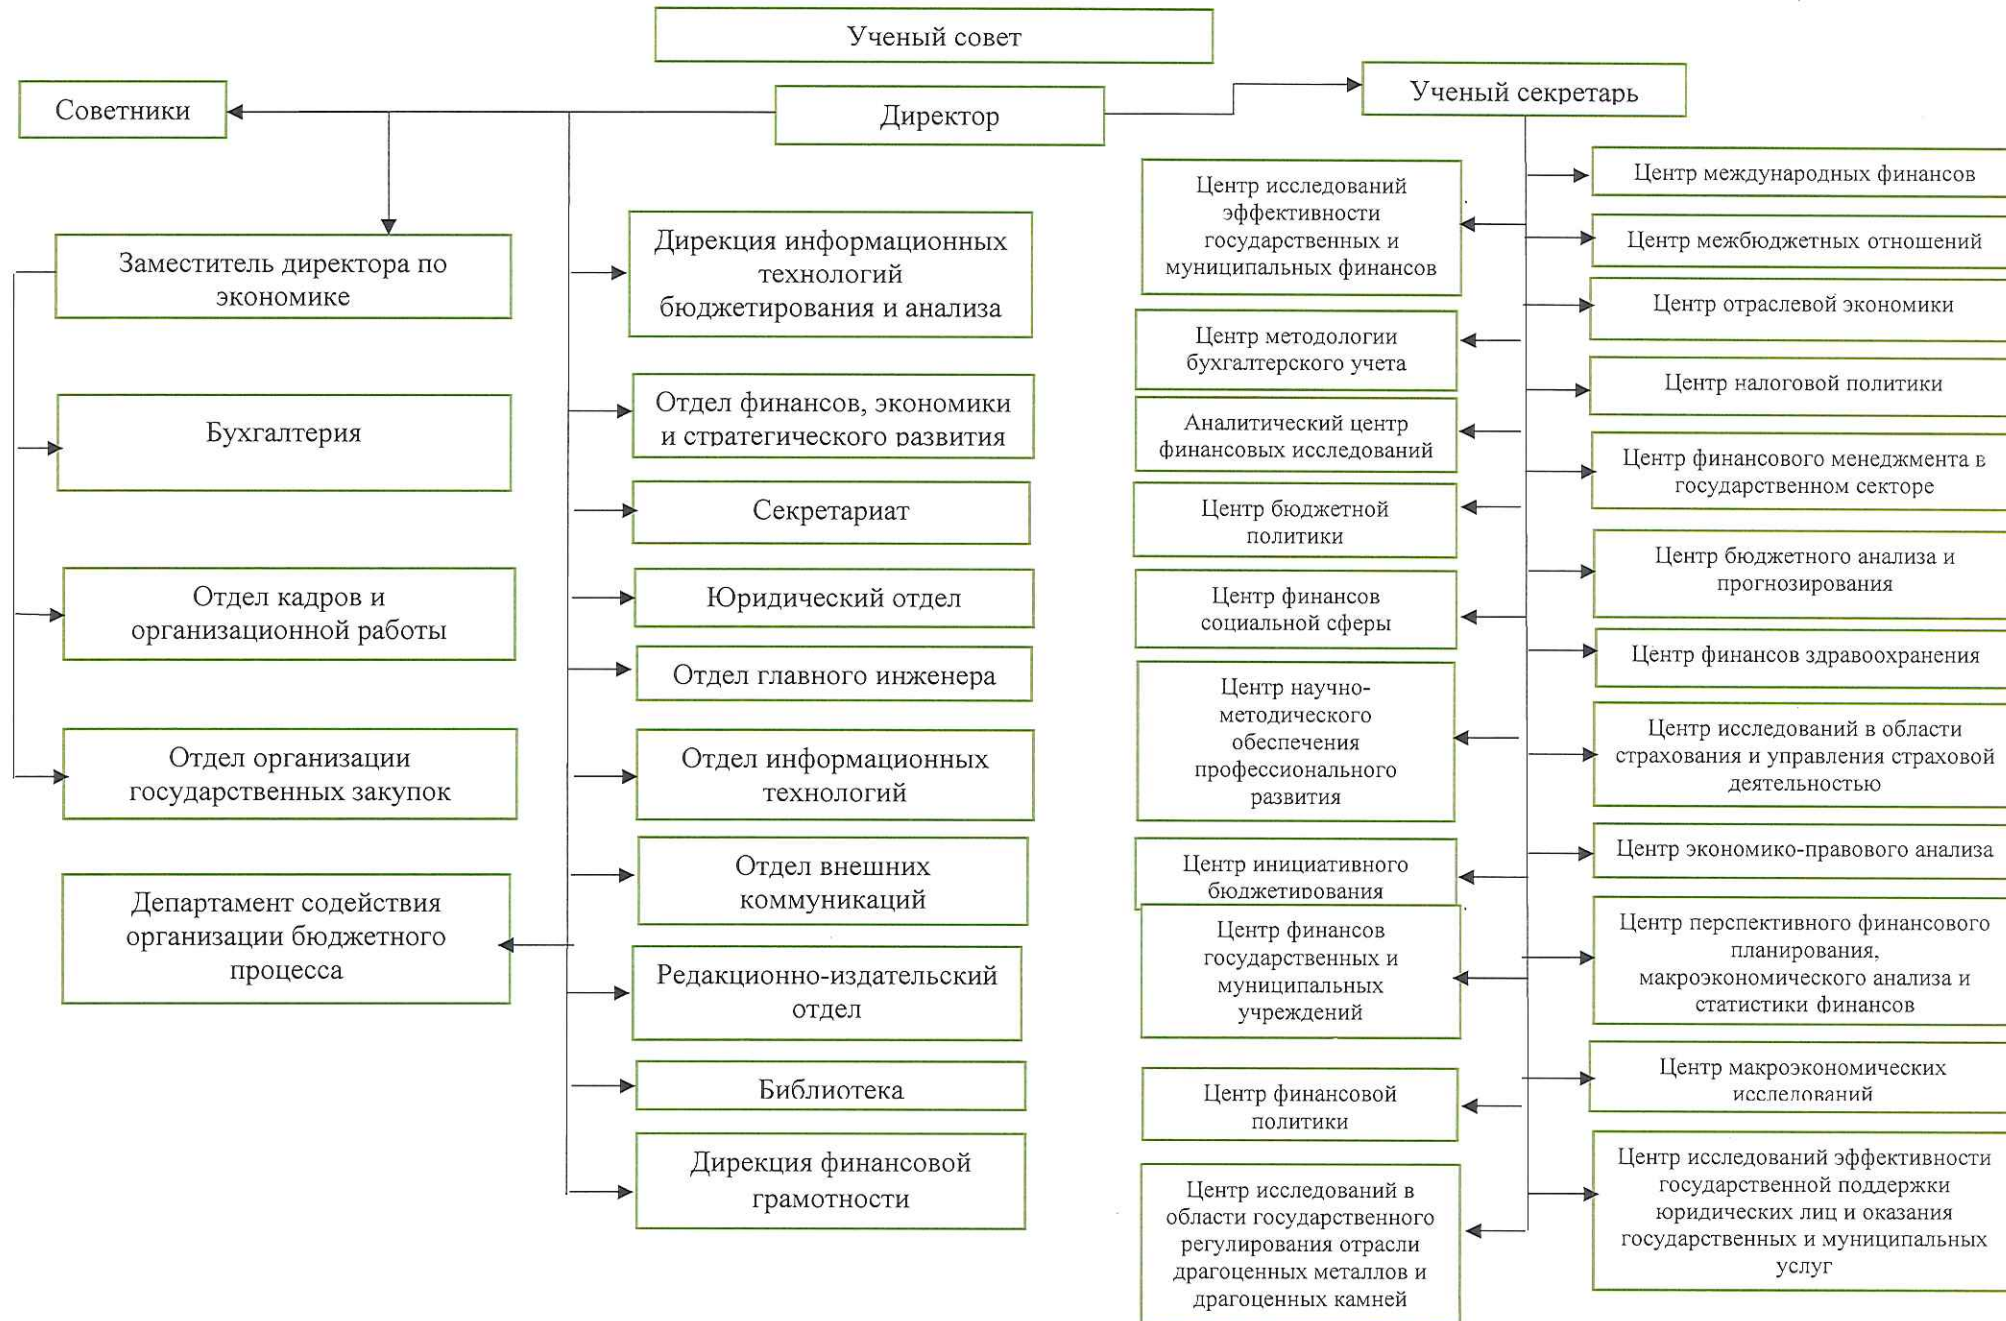 Ученый совет
Советники
Директор
Ученый секретарь
Заместитель директора по
экономике
Бухгалтерия
Отдел кадров и
организационной работы
Отдел организации
государственных закупок
Департамент содействия
организации бюджетного
процесса
Дирекция информационных
технологий
бюджетирования и анализа
Отдел финансов, экономики
и стратегического развития
Секретариат
Юридический отдел
Отдел главного инженера
Отдел информационных
технологий
Отдел внешних
коммуникаций
Редакционно-издательский
отдел
Библиотека
Дирекция финансовой
грамотности
Центр исследований
эффективности
государственных и
муниципальных финансов
Центр методологии
бухгалтерского учета
Аналитический центр
финансовых исследований
Центр бюджетной
политики
Центр финансов
социальной сферы
Центр научно-
методического
обеспечения
профессионального
развития
Центр инициативного
бюджетирования
Центр финансов
государственных и
муниципальных
учреждений
Центр финансовой
политики
Центр исследований в
области государственного
регулирования отрасли
драгоценных металлов и
драгоценных камней
Центр международных финансов
Центр межбюджетных отношений
Центр отраслевой экономики
Центр налоговой политики
Центр финансового менеджмента в
государственном секторе
Центр бюджетного анализа и
прогнозирования
Центр финансов здравоохранения
Центр исследований в области
страхования и управления страховой
деятельностью
Центр экономико-правового анализа
Центр перспективного финансового
планирования,
макроэкономического анализа и
статистики финансов
Центр макроэкономических
исследований
Центр исследований эффективности
государственной поддержки
юридических лиц и оказания
государственных и муниципальных
услуг